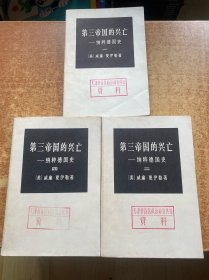 第三帝国的兴亡
——纳粹德国史
一
(美) 威廉·夏伊勒著
资料
第三帝国的兴亡
——纳粹德国史
四
(美) 威廉·夏伊勒著
资料
第三帝国的兴亡
——纳粹德国史
二
(美) 威廉·夏伊勒著
资料